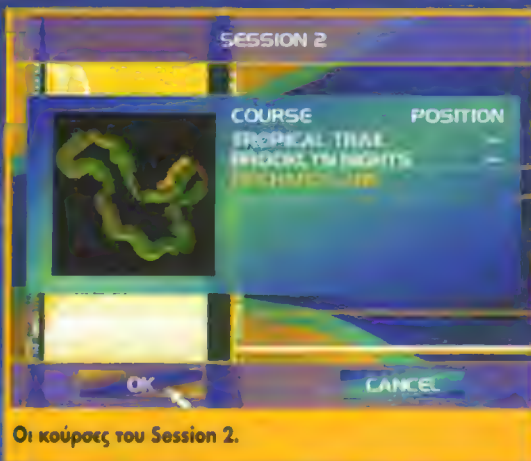 SESSION 2
COURSE POSITION
TROPICAL TRAIL --
BROOKLYN NIGHTS --
OK CANCEL
Οι κούρσες του Session 2.